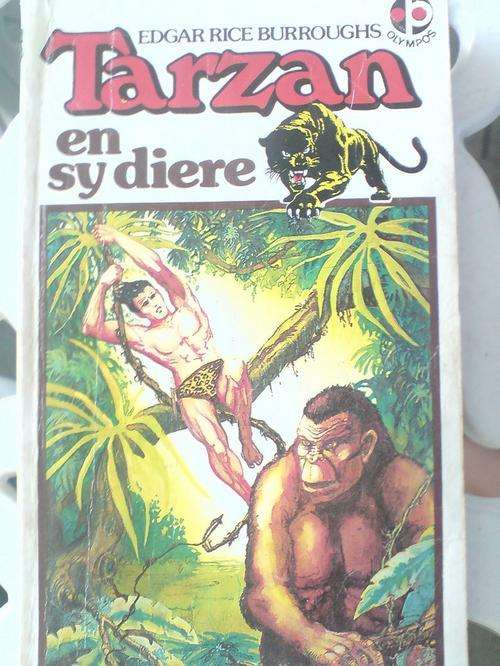 EDGAR RICE BURROUGHS
Tarzan
en
sy diere
OLYMPOS